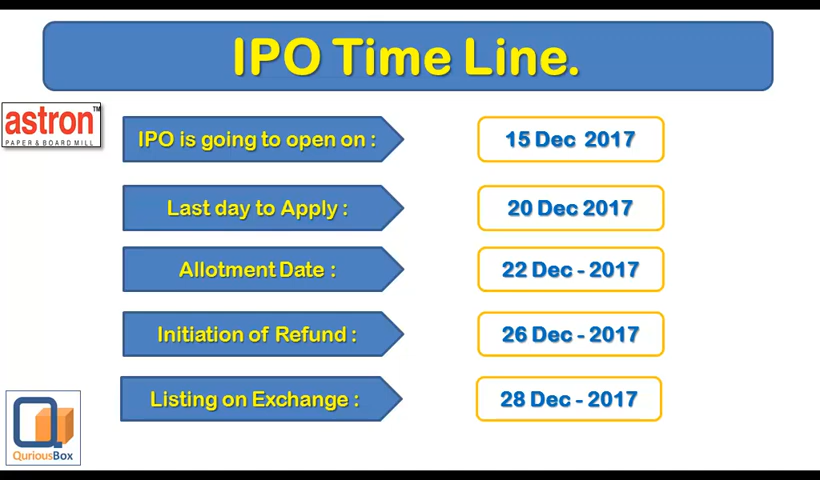 IPO Time Line.
astron™
PAPER & BOARD MILL
IPO is going to open on :
15 Dec 2017
Last day to Apply :
20 Dec 2017
Allotment Date :
22 Dec - 2017
Initiation of Refund :
26 Dec - 2017
Listing on Exchange :
28 Dec - 2017
QuriousBox